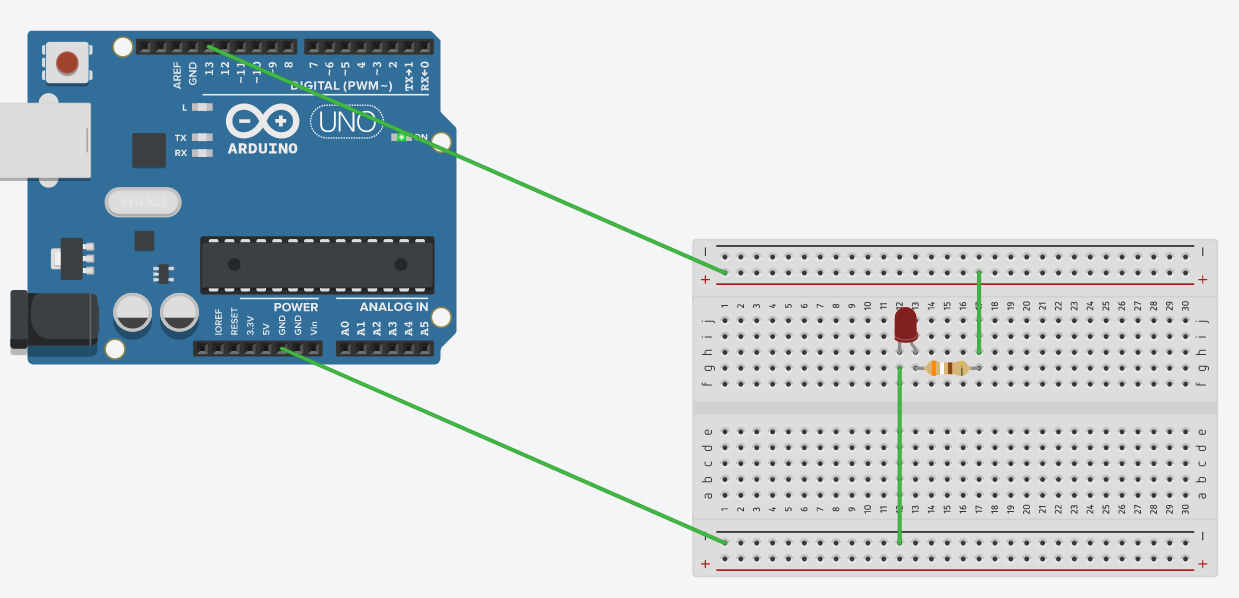 AREF GND 13 12 ~11 ~10 ~9 8 7 ~6 ~5 4 ~3 2 TX→1 RX←0
DIGITAL (PWM~)
L
TX
RX
UNO
ON
ARDUINO
SPK16.000G
POWER ANALOG IN
IOREF RESET 3.3V 5V GND GND Vin A0 A1 A2 A3 A4 A5
− −
+ +
1 2 3 4 5 6 7 8 9 10 11 12 13 14 15 16 17 18 19 20 21 22 23 24 25 26 27 28 29 30
j j
i i
h h
g g
f f
e e
d d
c c
b b
a a
1 2 3 4 5 6 7 8 9 10 11 12 13 14 15 16 17 18 19 20 21 22 23 24 25 26 27 28 29 30
− −
+ +